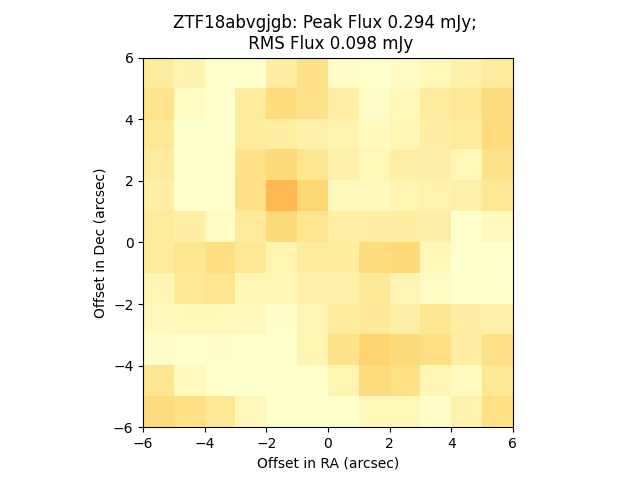 ZTF18abvgjgb: Peak Flux 0.294 mJy;
RMS Flux 0.098 mJy
6
4
2
0
−2
−4
−6
Offset in Dec (arcsec)
−6 −4 −2 0 2 4 6
Offset in RA (arcsec)